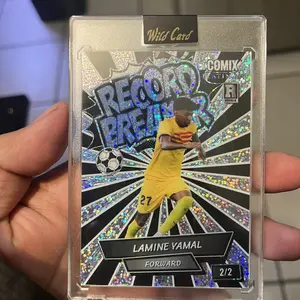 Wild Card
COMIX
RECORD
BREAKER
R
27
LAMINE YAMAL
FORWARD
2/2